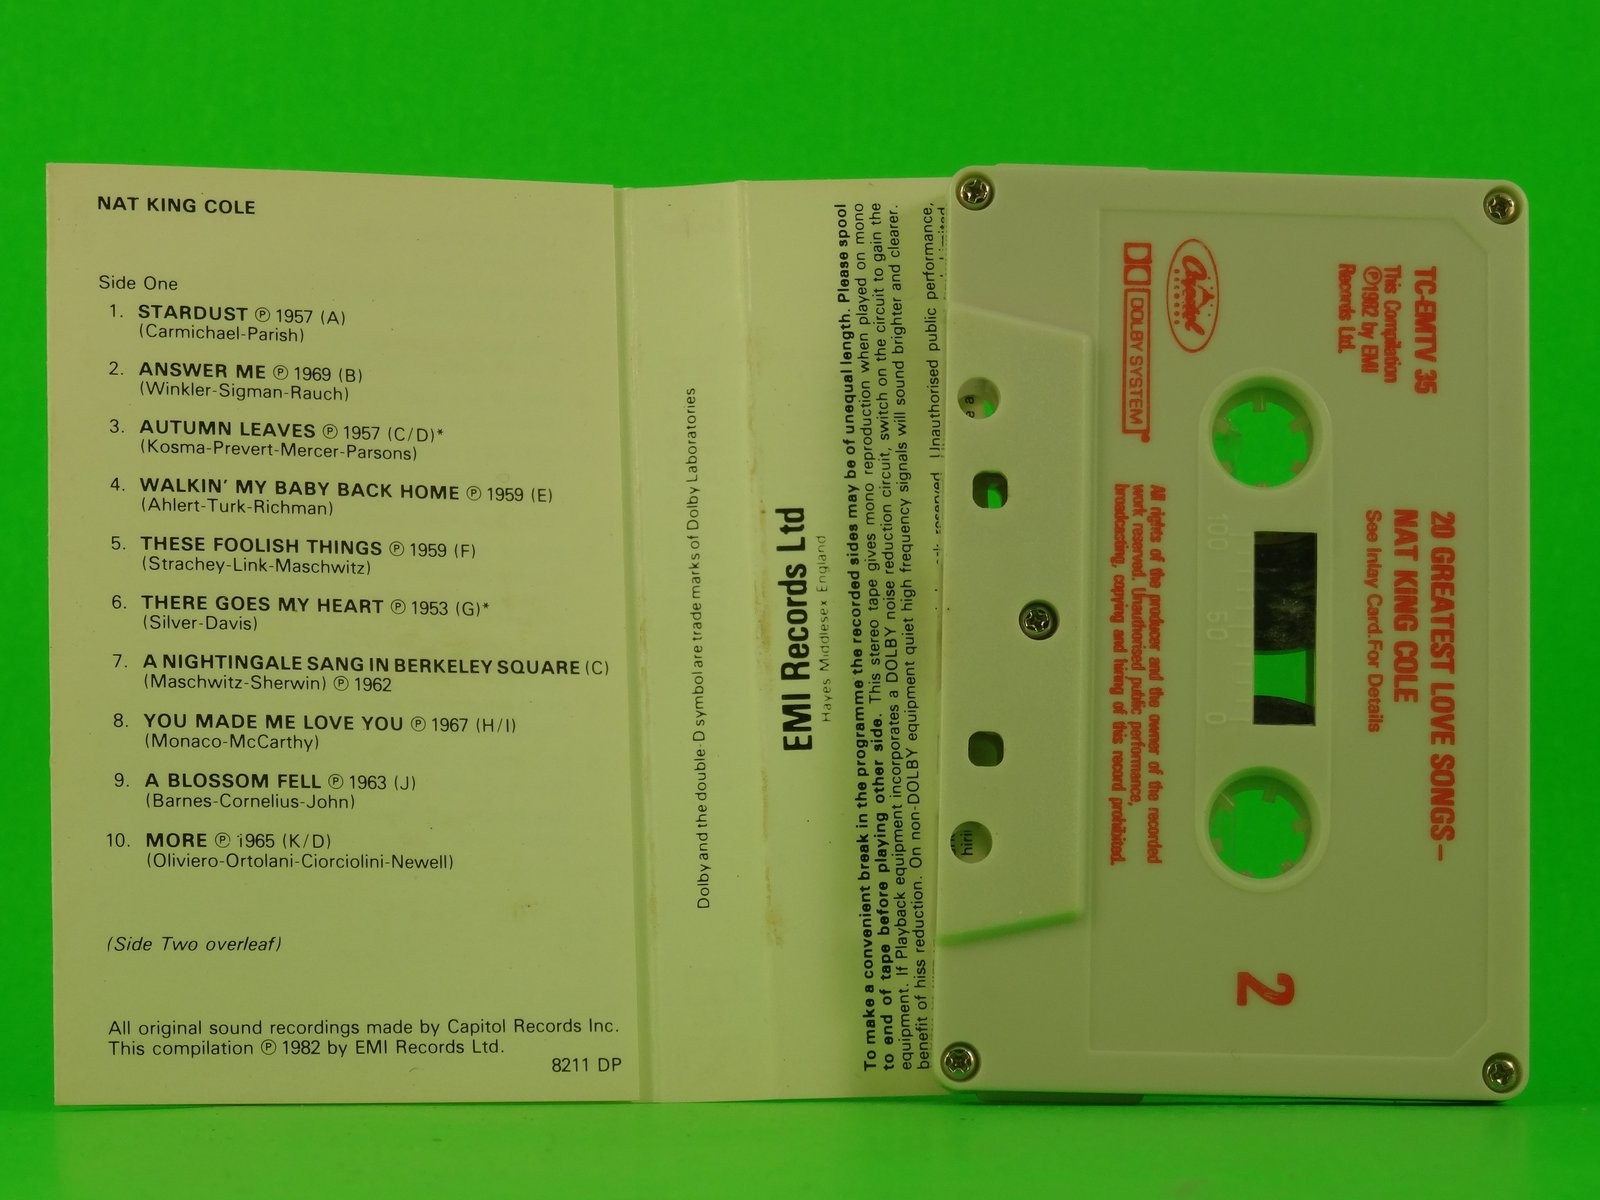 NAT KING COLE
Side One
1. STARDUST ℗ 1957 (A)
(Carmichael-Parish)
2. ANSWER ME ℗ 1969 (B)
(Winkler-Sigman-Rauch)
3. AUTUMN LEAVES ℗ 1957 (C/D)*
(Kosma-Prevert-Mercer-Parsons)
4. WALKIN' MY BABY BACK HOME ℗ 1959 (E)
(Ahlert-Turk-Richman)
5. THESE FOOLISH THINGS ℗ 1959 (F)
(Strachey-Link-Maschwitz)
6. THERE GOES MY HEART ℗ 1953 (G)*
(Silver-Davis)
7. A NIGHTINGALE SANG IN BERKELEY SQUARE (C)
(Maschwitz-Sherwin) ℗ 1962
8. YOU MADE ME LOVE YOU ℗ 1967 (H/I)
(Monaco-McCarthy)
9. A BLOSSOM FELL ℗ 1963 (J)
(Barnes-Cornelius-John)
10. MORE ℗ 1965 (K/D)
(Oliviero-Ortolani-Ciorciolini-Newell)
(Side Two overleaf)
All original sound recordings made by Capitol Records Inc.
This compilation ℗ 1982 by EMI Records Ltd.
8211 DP
Dolby and the double-D symbol are trade marks of Dolby Laboratories
EMI Records Ltd
Hayes Middlesex England
To make a convenient break in the programme the recorded sides may be of unequal length. Please spool
to end of tape before playing other side. This stereo tape gives mono reproduction when played on mono
equipment. If Playback equipment incorporates a DOLBY noise reduction circuit, switch on the circuit to gain the
benefit of hiss reduction. On non-DOLBY equipment quiet high frequency signals will sound brighter and clearer.
reserved Unauthorised public performance,
e a
hirin
20 GREATEST LOVE SONGS–
NAT KING COLE
See Inlay Card.For Details
TC-EMTV 35
This Compilation
℗1982 by EMI
Records Ltd.
Capitol
RECORDS
DOLBY SYSTEM
All rights of the producer and the owner of the recorded
work reserved. Unauthorised public performance,
broadcasting, copying and hiring of this record prohibited.
100 50 0
2